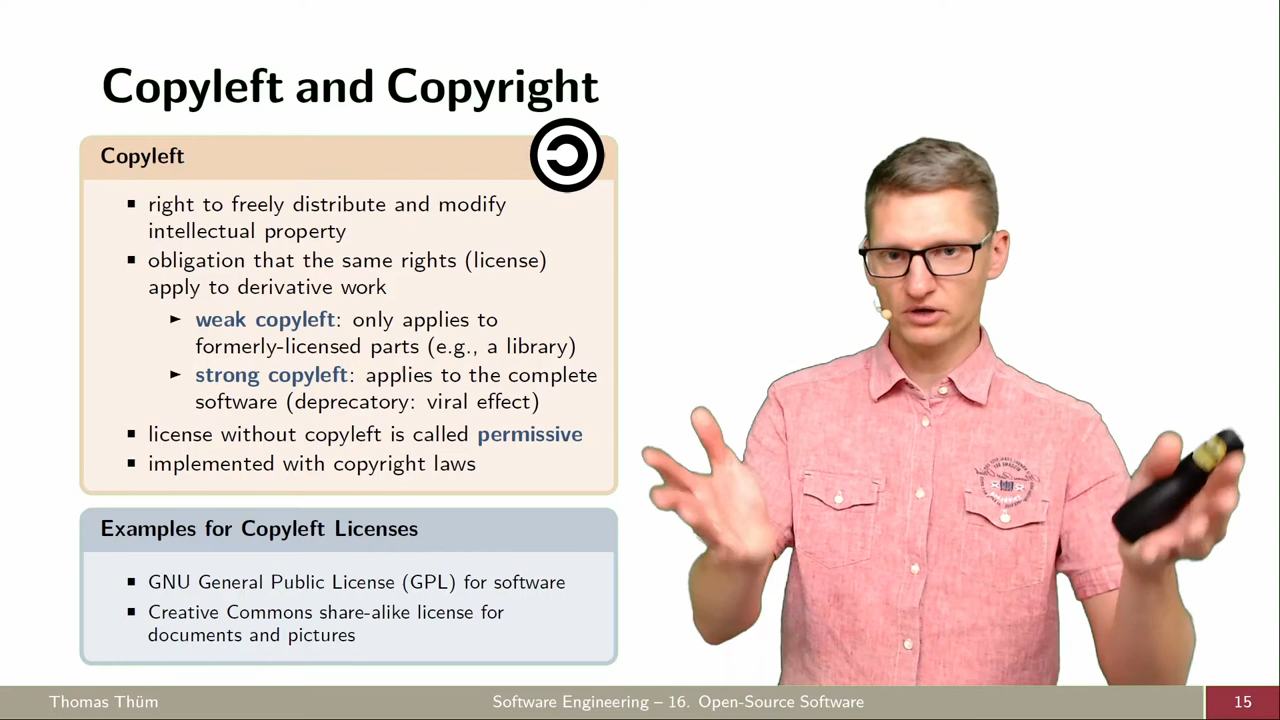 Copyleft and Copyright
Copyleft
right to freely distribute and modify
intellectual property
obligation that the same rights (license)
apply to derivative work
weak copyleft: only applies to
formerly-licensed parts (e.g., a library)
strong copyleft: applies to the complete
software (deprecatory: viral effect)
license without copyleft is called permissive
implemented with copyright laws
Examples for Copyleft Licenses
GNU General Public License (GPL) for software
Creative Commons share-alike license for
documents and pictures
Thomas Thüm
Software Engineering – 16. Open-Source Software
15